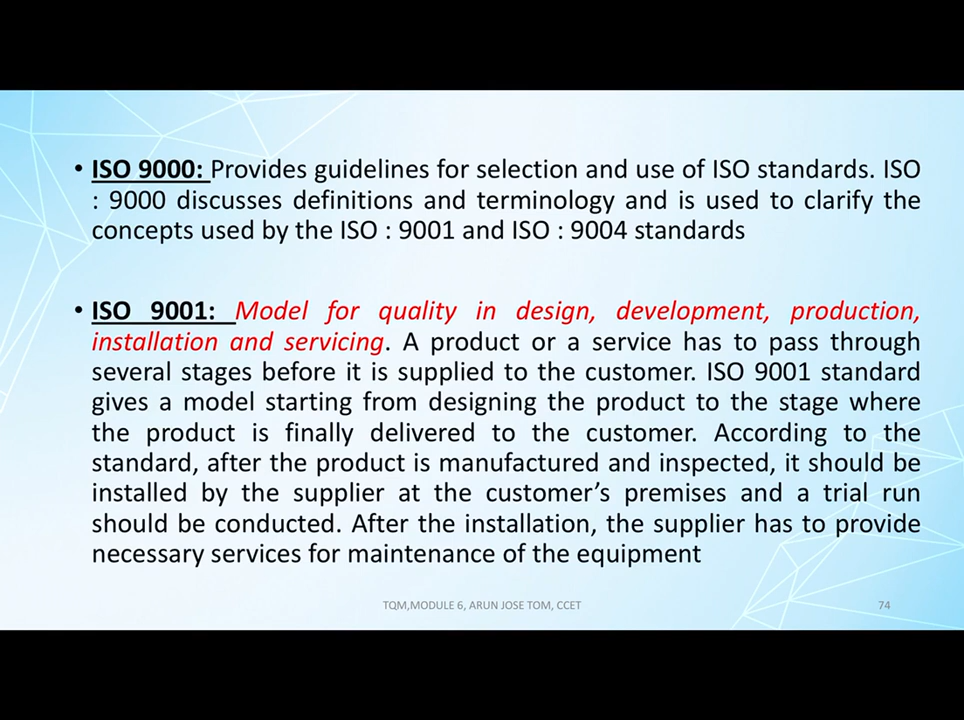 • ISO 9000: Provides guidelines for selection and use of ISO standards. ISO
: 9000 discusses definitions and terminology and is used to clarify the
concepts used by the ISO : 9001 and ISO : 9004 standards
• ISO 9001: Model for quality in design, development, production,
installation and servicing. A product or a service has to pass through
several stages before it is supplied to the customer. ISO 9001 standard
gives a model starting from designing the product to the stage where
the product is finally delivered to the customer. According to the
standard, after the product is manufactured and inspected, it should be
installed by the supplier at the customer’s premises and a trial run
should be conducted. After the installation, the supplier has to provide
necessary services for maintenance of the equipment
TQM,MODULE 6, ARUN JOSE TOM, CCET
74